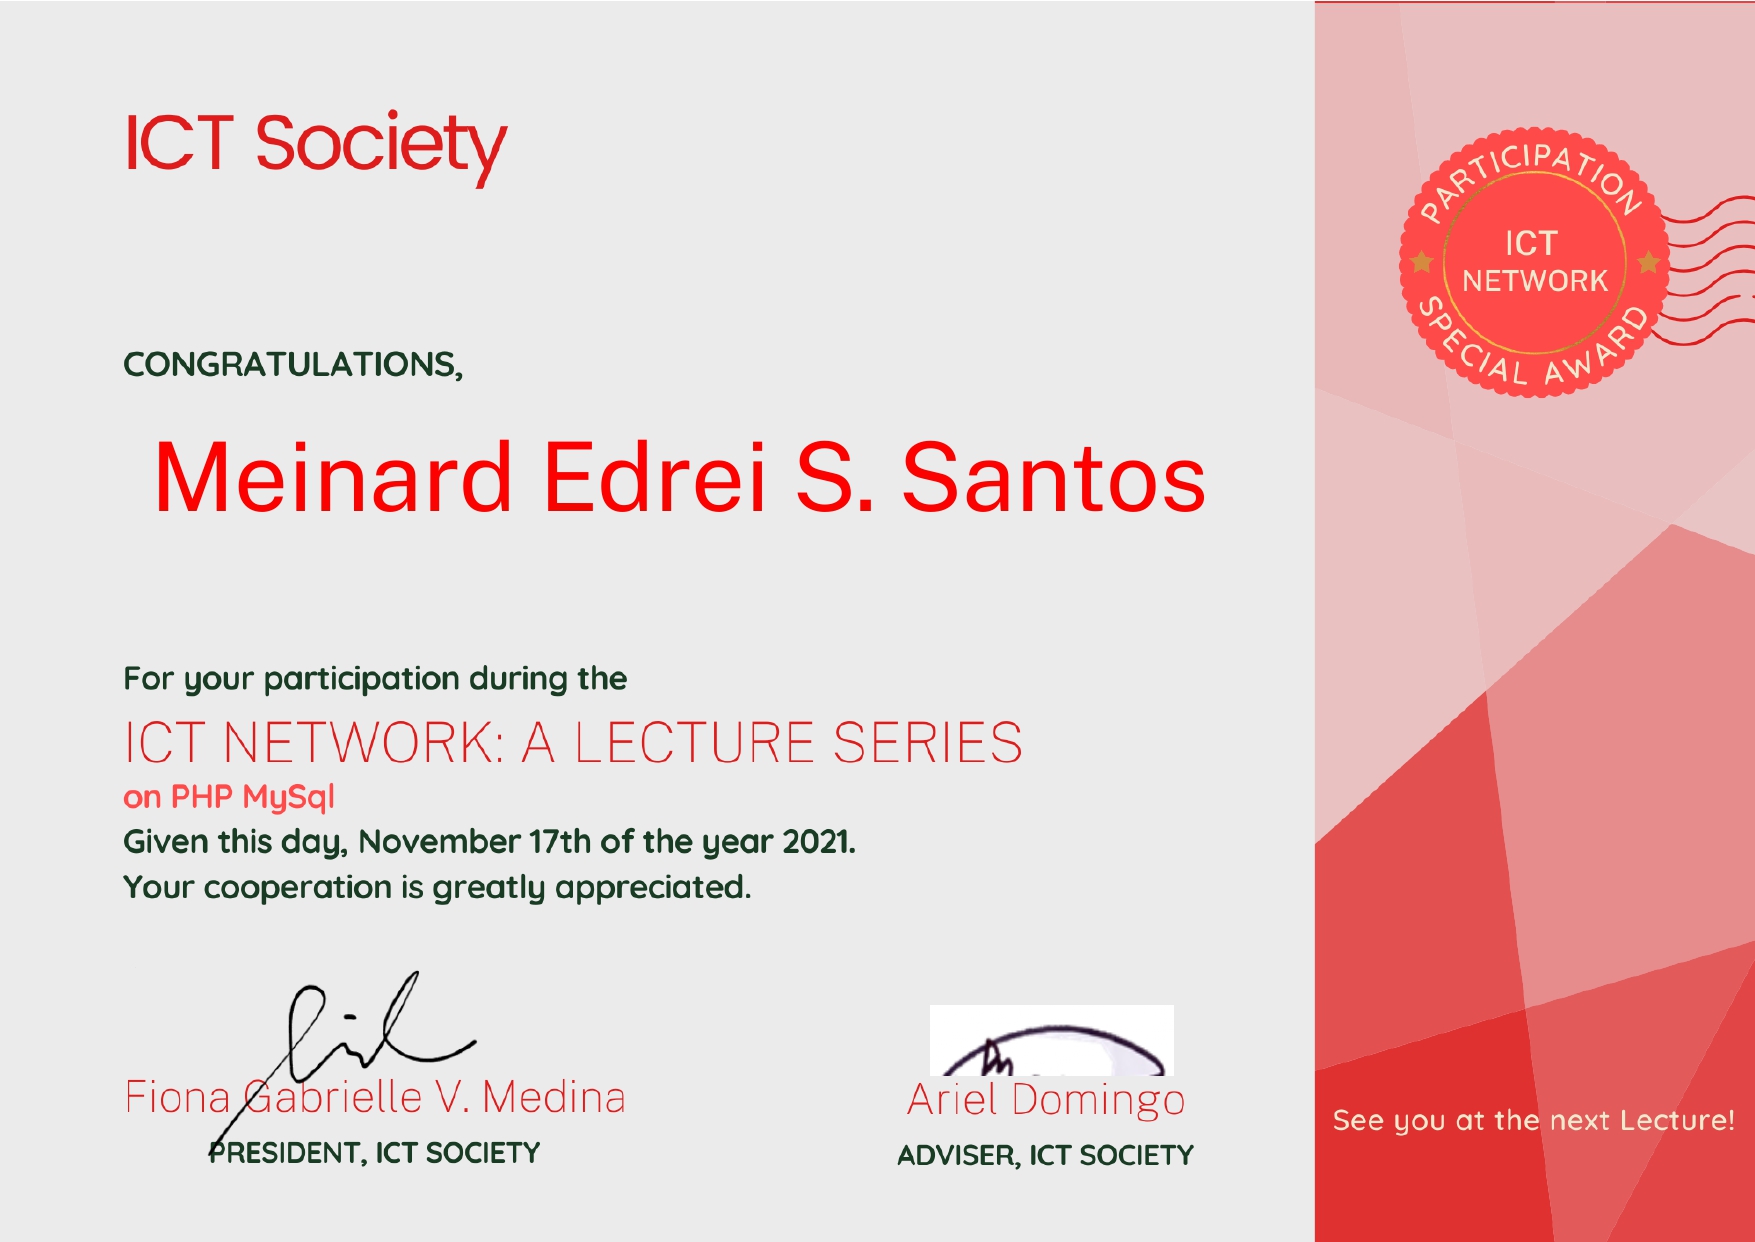 ICT Society
PARTICIPATION
ICT
NETWORK
SPECIAL AWARD
CONGRATULATIONS,
Meinard Edrei S. Santos
For your participation during the
ICT NETWORK: A LECTURE SERIES
on PHP MySql
Given this day, November 17th of the year 2021.
Your cooperation is greatly appreciated.
Fiona Gabrielle V. Medina
PRESIDENT, ICT SOCIETY
Ariel Domingo
ADVISER, ICT SOCIETY
See you at the next Lecture!